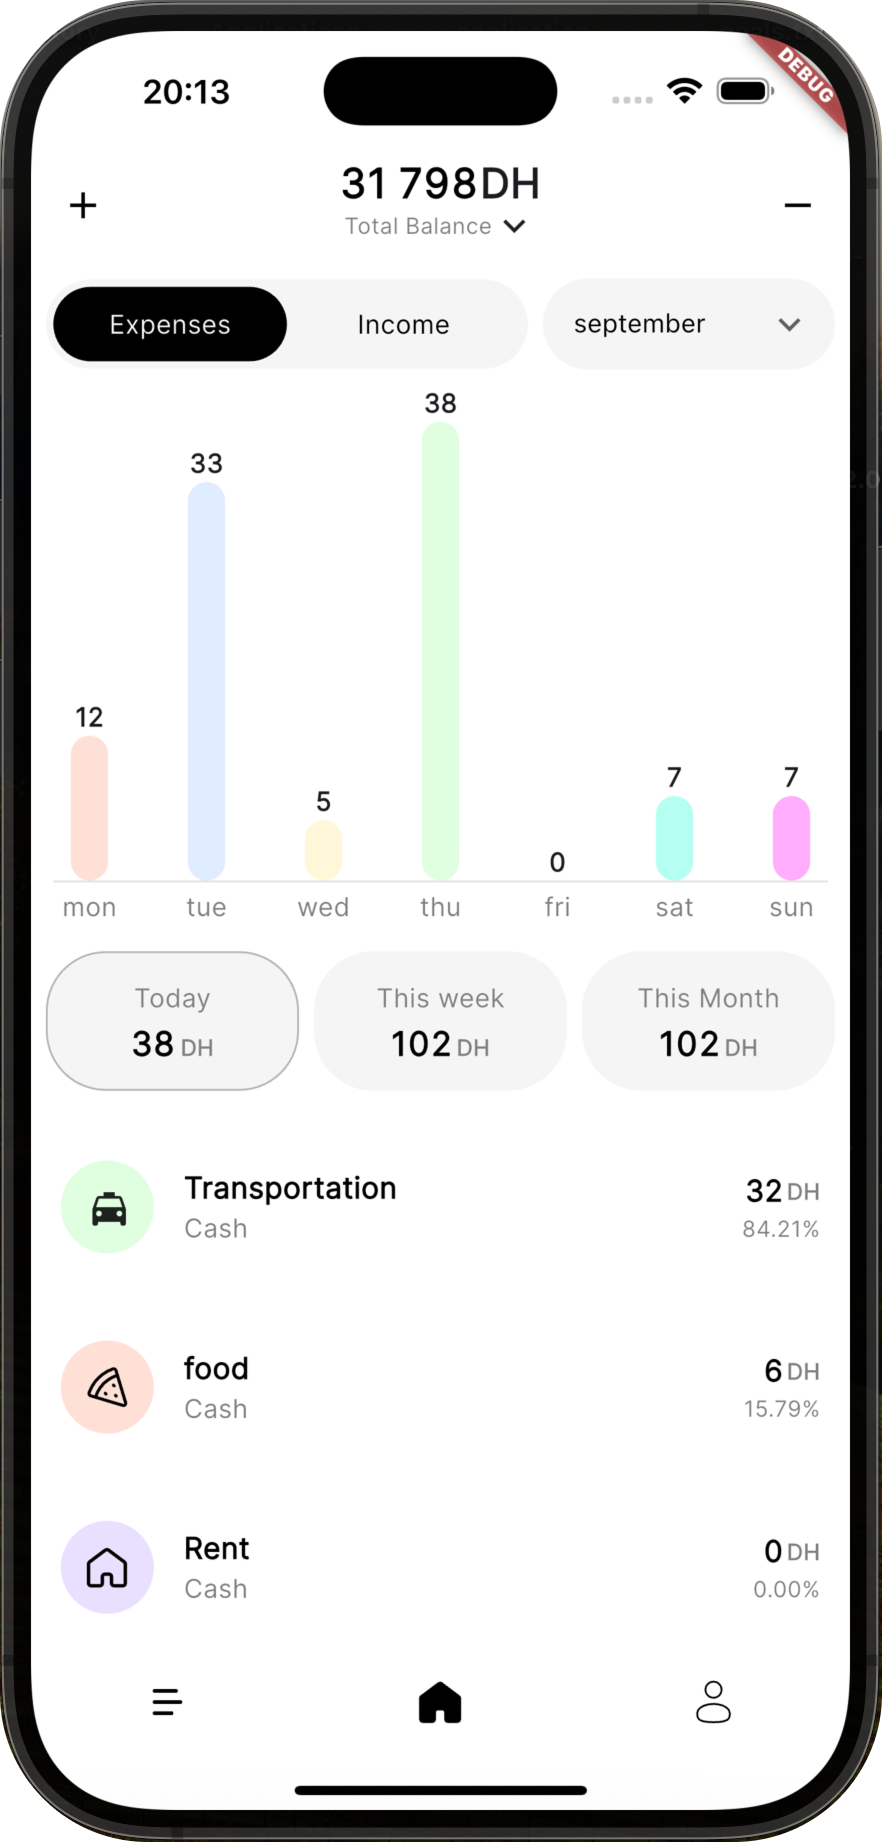 20:13
DEBUG
31 798DH
Total Balance
Expenses Income september
38
33
12
5
0
7
7
mon tue wed thu fri sat sun
Today This week This Month
38 DH 102 DH 102 DH
Transportation 32 DH
Cash 84.21%
food 6 DH
Cash 15.79%
Rent 0 DH
Cash 0.00%